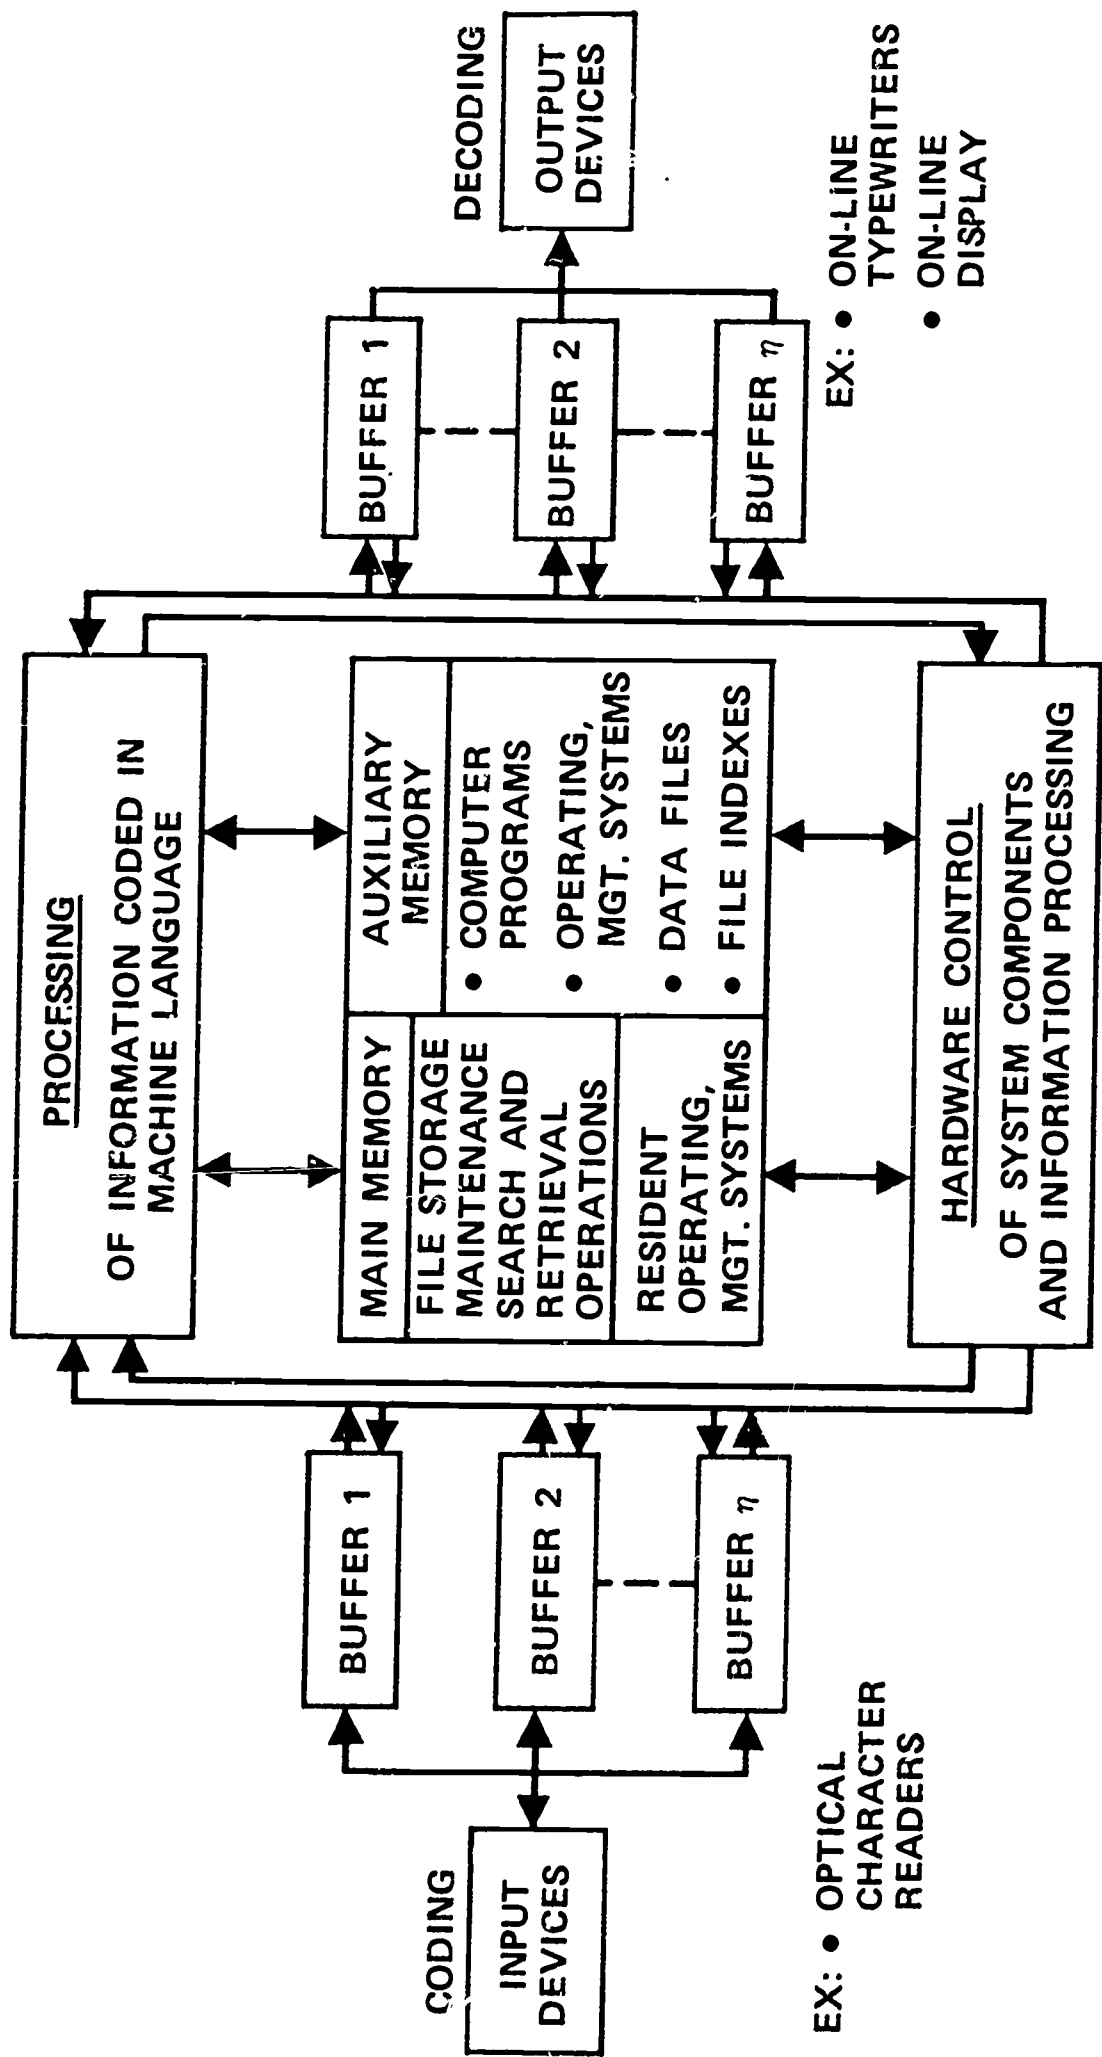 CODING
INPUT
DEVICES
EX: ● OPTICAL
CHARACTER
READERS
BUFFER 1
BUFFER 2
BUFFER η
PROCESSING
OF INFORMATION CODED IN
MACHINE LANGUAGE
MAIN MEMORY
FILE STORAGE
MAINTENANCE
SEARCH AND
RETRIEVAL
OPERATIONS
RESIDENT
OPERATING,
MGT. SYSTEMS
AUXILIARY
MEMORY
● COMPUTER
PROGRAMS
● OPERATING,
MGT. SYSTEMS
● DATA FILES
● FILE INDEXES
HARDWARE CONTROL
OF SYSTEM COMPONENTS
AND INFORMATION PROCESSING
BUFFER 1
BUFFER 2
BUFFER η
DECODING
OUTPUT
DEVICES
EX: ● ON-LINE
TYPEWRITERS
● ON-LINE
DISPLAY